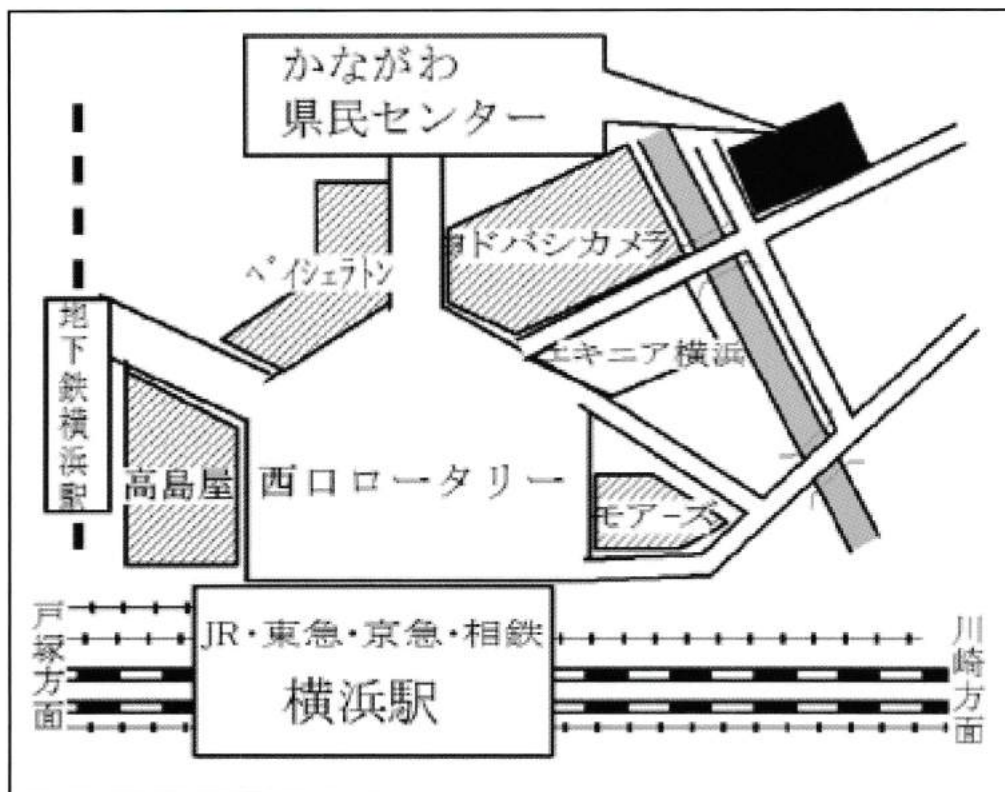 かながわ
県民センター
ヨドバシカメラ
ベイシェラトン
地下鉄横浜駅
エキニア横浜
高島屋
西口ロータリー
モアーズ
戸塚方面
JR・東急・京急・相鉄
横浜駅
川崎方面